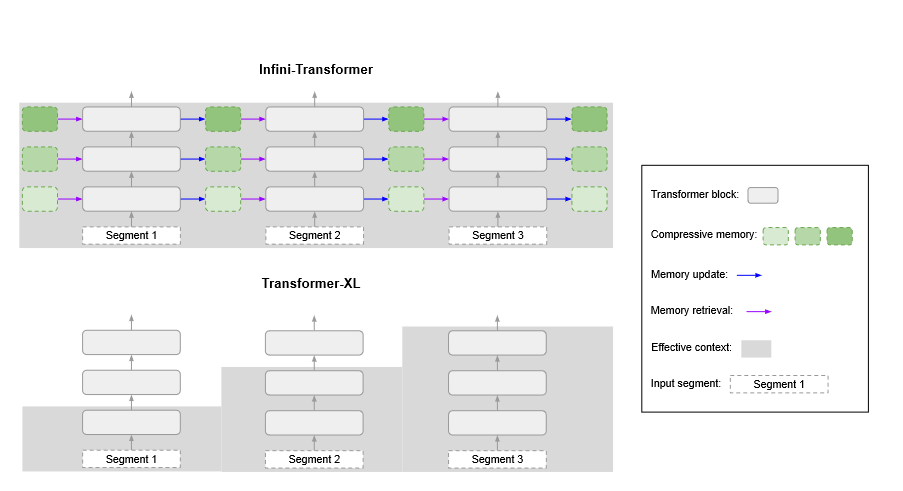 Infini-Transformer
Segment 1
Segment 2
Segment 3
Transformer-XL
Segment 1
Segment 2
Segment 3
Transformer block:
Compressive memory:
Memory update:
Memory retrieval:
Effective context:
Input segment:
Segment 1